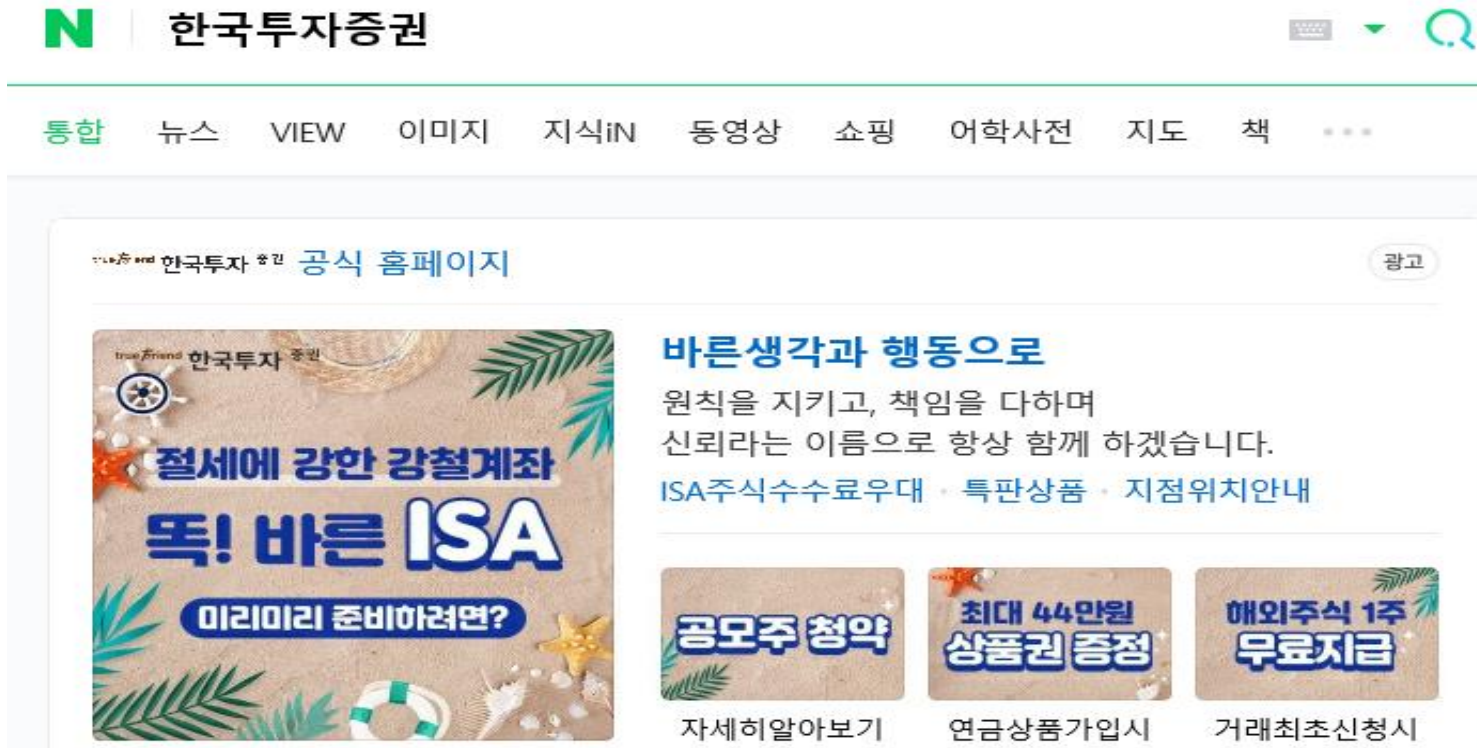 N 한국투자증권
통합 뉴스 VIEW 이미지 지식iN 동영상 쇼핑 어학사전 지도 책
한국투자 증권 공식 홈페이지
광고
true friend 한국투자 증권
절세에 강한 강철계좌
똑! 바른 ISA
미리미리 준비하려면?
바른생각과 행동으로
원칙을 지키고, 책임을 다하며
신뢰라는 이름으로 항상 함께 하겠습니다.
ISA주식수수료우대 · 특판상품 · 지점위치안내
공모주 청약
자세히알아보기
최대 44만원
상품권 증정
연금상품가입시
해외주식 1주
무료지급
거래최초신청시